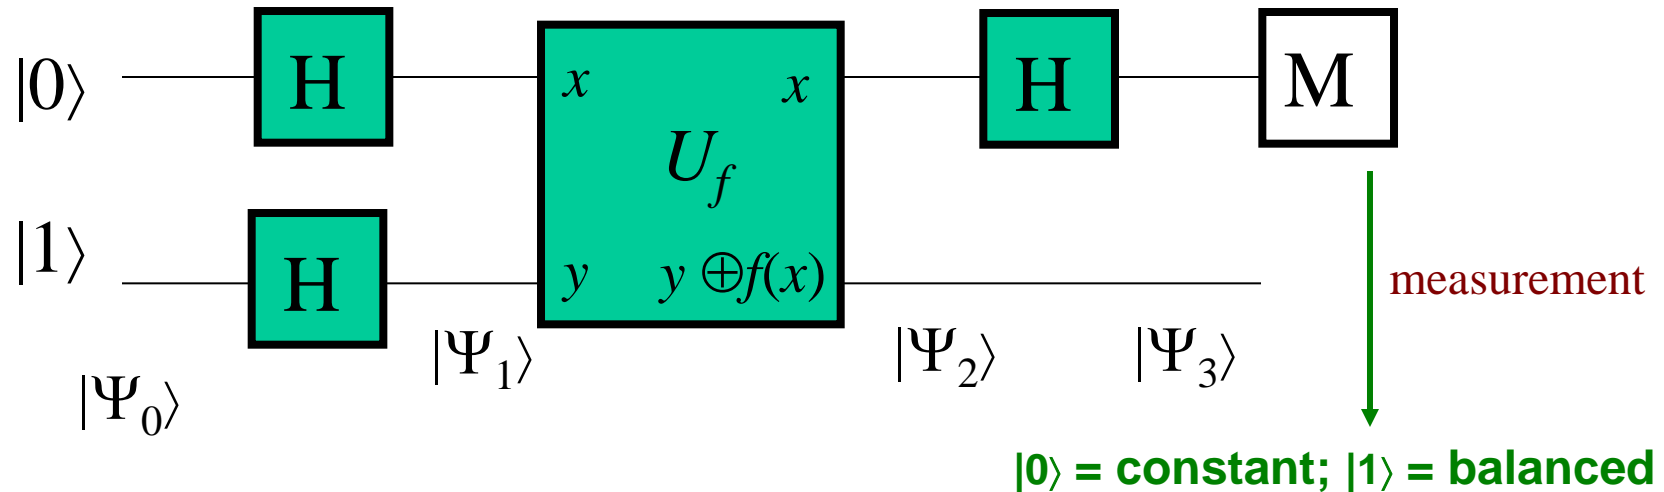 |0⟩ H x x H M
U_f
|1⟩ H y y ⊕f(x) measurement
|Ψ_0⟩ |Ψ_1⟩ |Ψ_2⟩ |Ψ_3⟩
|0⟩ = constant; |1⟩ = balanced